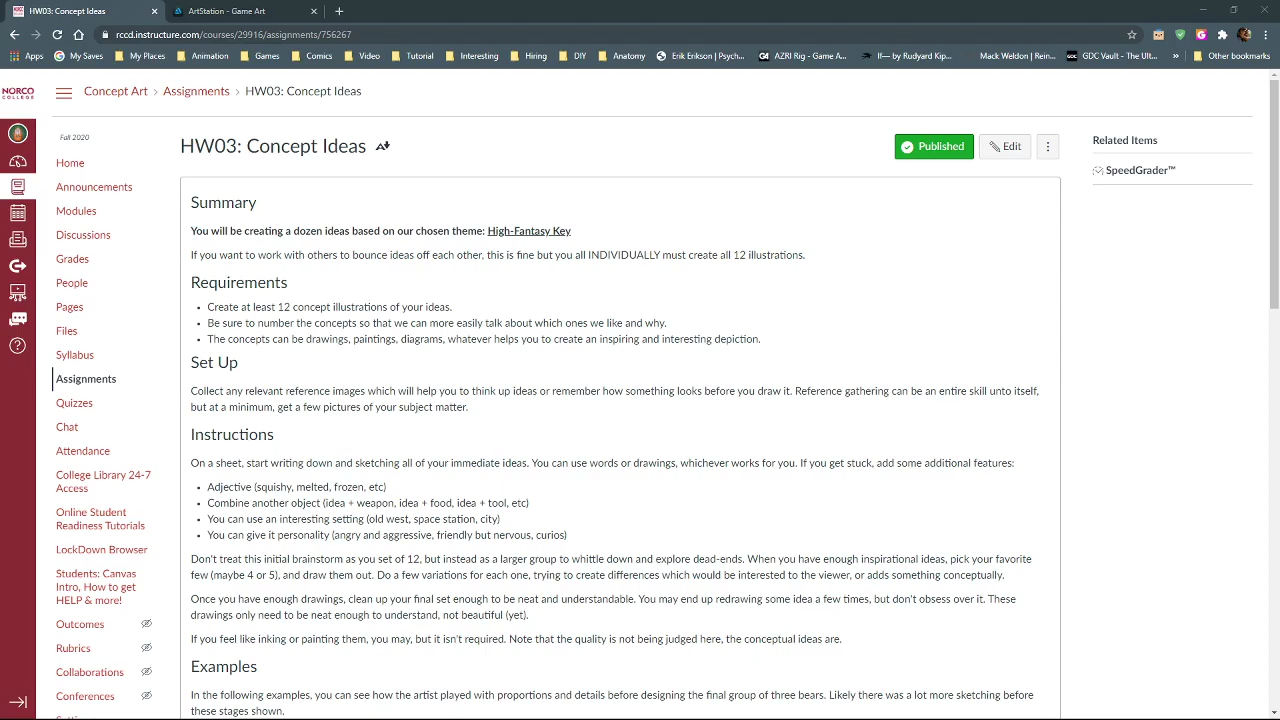 HW03: Concept Ideas
ArtStation - Game Art
rccd.instructure.com/courses/29916/assignments/756267
Apps My Saves My Places Animation Games Comics Video Tutorial Interesting Hiring DIY Anatomy Erik Erikson | Psych... AZRI Rig - Game A... If— by Rudyard Kip... Mack Weldon | Rein... GDC Vault - The Ult... » Other bookmarks
NORCO
COLLEGE
Concept Art > Assignments > HW03: Concept Ideas
Fall 2020
Home
Announcements
Modules
Discussions
Grades
People
Pages
Files
Syllabus
Assignments
Quizzes
Chat
Attendance
College Library 24-7
Access
Online Student
Readiness Tutorials
LockDown Browser
Students: Canvas
Intro, How to get
HELP & more!
Outcomes
Rubrics
Collaborations
Conferences
HW03: Concept Ideas
Published
Edit
Related Items
SpeedGrader™
Summary
You will be creating a dozen ideas based on our chosen theme: High-Fantasy Key
If you want to work with others to bounce ideas off each other, this is fine but you all INDIVIDUALLY must create all 12 illustrations.
Requirements
• Create at least 12 concept illustrations of your ideas.
• Be sure to number the concepts so that we can more easily talk about which ones we like and why.
• The concepts can be drawings, paintings, diagrams, whatever helps you to create an inspiring and interesting depiction.
Set Up
Collect any relevant reference images which will help you to think up ideas or remember how something looks before you draw it. Reference gathering can be an entire skill unto itself,
but at a minimum, get a few pictures of your subject matter.
Instructions
On a sheet, start writing down and sketching all of your immediate ideas. You can use words or drawings, whichever works for you. If you get stuck, add some additional features:
• Adjective (squishy, melted, frozen, etc)
• Combine another object (idea + weapon, idea + food, idea + tool, etc)
• You can use an interesting setting (old west, space station, city)
• You can give it personality (angry and aggressive, friendly but nervous, curios)
Don't treat this initial brainstorm as you set of 12, but instead as a larger group to whittle down and explore dead-ends. When you have enough inspirational ideas, pick your favorite
few (maybe 4 or 5), and draw them out. Do a few variations for each one, trying to create differences which would be interested to the viewer, or adds something conceptually.
Once you have enough drawings, clean up your final set enough to be neat and understandable. You may end up redrawing some idea a few times, but don't obsess over it. These
drawings only need to be neat enough to understand, not beautiful (yet).
If you feel like inking or painting them, you may, but it isn't required. Note that the quality is not being judged here, the conceptual ideas are.
Examples
In the following examples, you can see how the artist played with proportions and details before designing the final group of three bears. Likely there was a lot more sketching before
these stages shown.